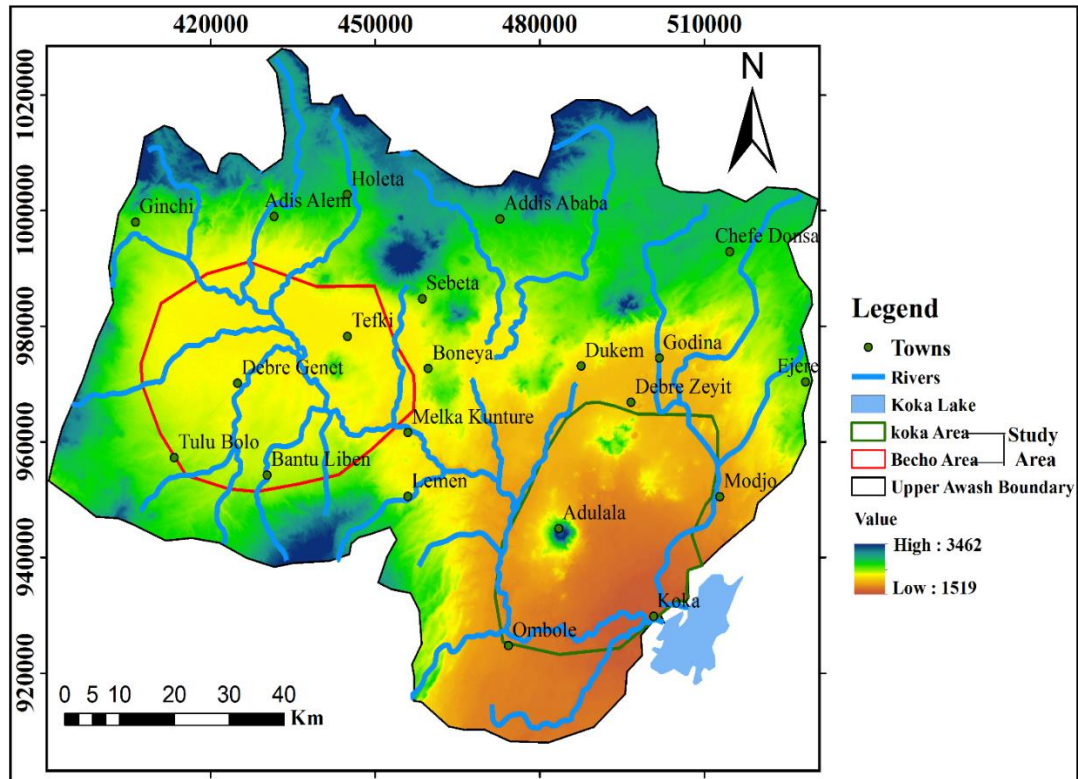 420000 450000 480000 510000
N
1020000
1000000
980000
960000
940000
920000
Holeta
Ginchi
Adis Alem
Addis Ababa
Chefe Donsa
Sebeta
Tefki
Boneya
Dukem
Godina
Ejere
Debre Genet
Debre Zeyit
Melka Kunture
Tulu Bolo
Bantu Liben
Lemen
Modjo
Adulala
Koka
Ombole
0 5 10 20 30 40
Km
Legend
Towns
Rivers
Koka Lake
koka Area
Study
Becho Area
Area
Upper Awash Boundary
Value
High : 3462
Low : 1519